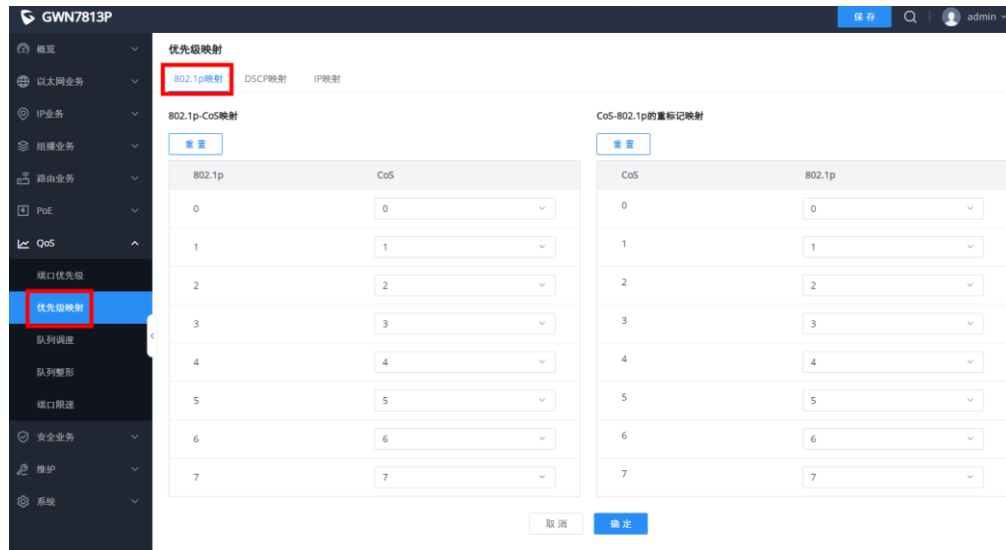 GWN7813P
保存
admin
概览
以太网业务
IP业务
组播业务
路由业务
PoE
QoS
端口优先级
优先级映射
队列调度
队列整形
端口限速
安全业务
维护
系统
优先级映射
802.1p映射 DSCP映射 IP映射
802.1p-CoS映射
重置
802.1p CoS
0 0
1 1
2 2
3 3
4 4
5 5
6 6
7 7
CoS-802.1p的重标记映射
重置
CoS 802.1p
0 0
1 1
2 2
3 3
4 4
5 5
6 6
7 7
取消 确定